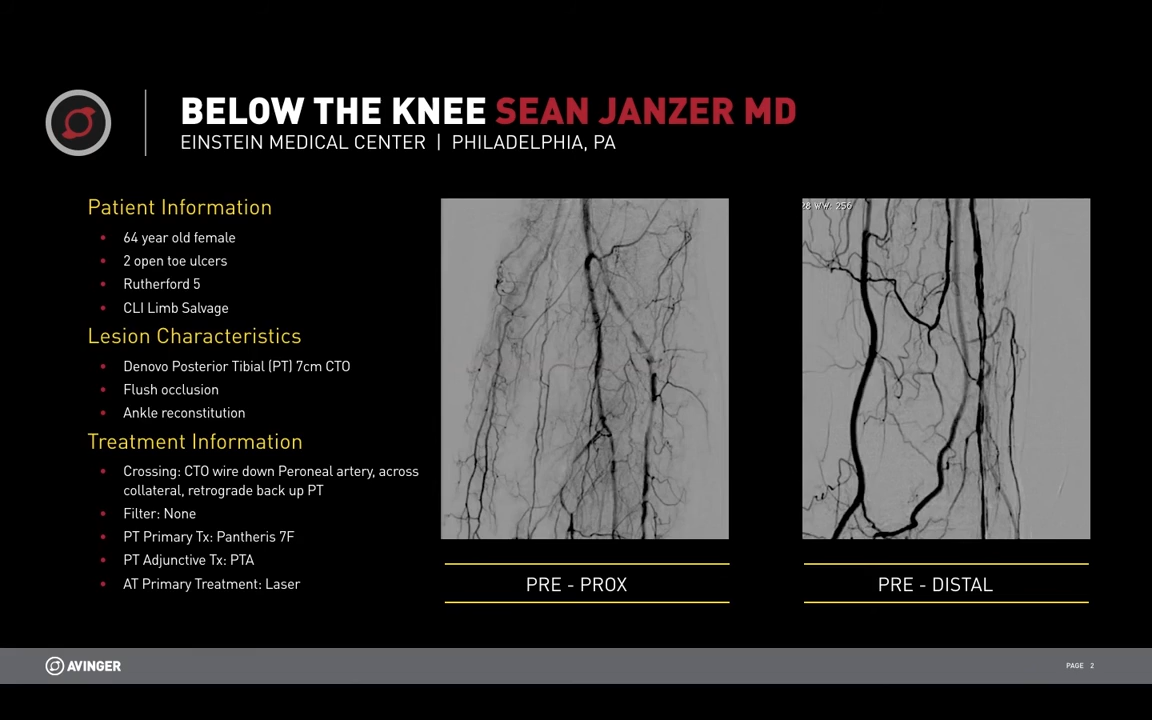 BELOW THE KNEE SEAN JANZER MD
EINSTEIN MEDICAL CENTER | PHILADELPHIA, PA
Patient Information
• 64 year old female
• 2 open toe ulcers
• Rutherford 5
• CLI Limb Salvage
Lesion Characteristics
• Denovo Posterior Tibial (PT) 7cm CTO
• Flush occlusion
• Ankle reconstitution
Treatment Information
• Crossing: CTO wire down Peroneal artery, across
collateral, retrograde back up PT
• Filter: None
• PT Primary Tx: Pantheris 7F
• PT Adjunctive Tx: PTA
• AT Primary Treatment: Laser
28 WW: 256
PRE - PROX
PRE - DISTAL
AVINGER
PAGE 2